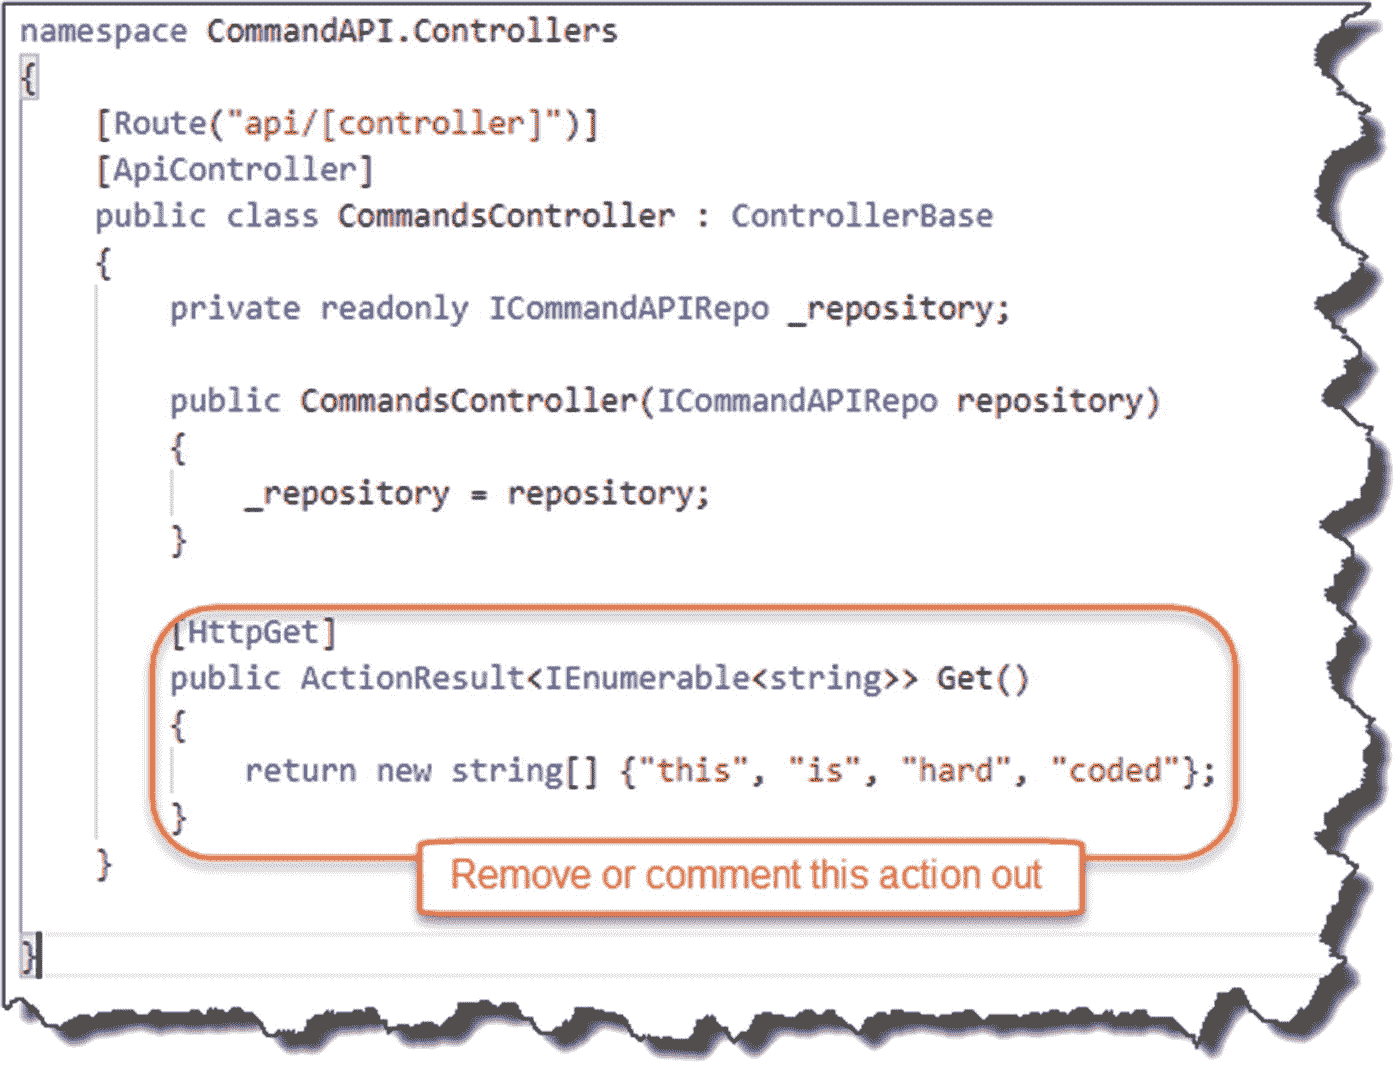 namespace CommandAPI.Controllers
{
[Route("api/[controller]")]
[ApiController]
public class CommandsController : ControllerBase
{
private readonly ICommandAPIRepo _repository;
public CommandsController(ICommandAPIRepo repository)
{
_repository = repository;
}
[HttpGet]
public ActionResult<IEnumerable<string>> Get()
{
return new string[] {"this", "is", "hard", "coded"};
}
}
Remove or comment this action out
}